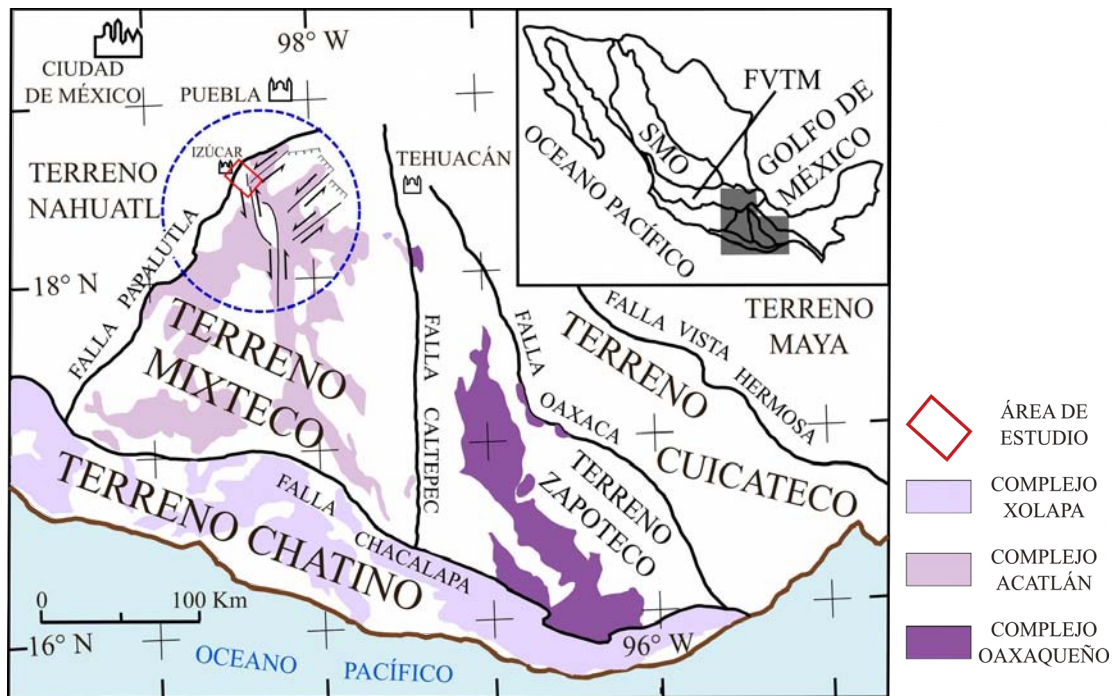 98° W
CIUDAD
DE MÉXICO
PUEBLA
IZÚCAR
TEHUACÁN
TERRENO
NAHUATL
18° N
FALLA PAPALUTLA
TERRENO
MIXTECO
FALLA CALTEPEC
FALLA OAXACA
TERRENO
ZAPOTECO
TERRENO
CUICATECO
FALLA VISTA HERMOSA
TERRENO
MAYA
TERRENO CHATINO
FALLA CHACALAPA
0 100 Km
16° N
96° W
OCEANO PACÍFICO
FVTM
SMO
GOLFO DE
MÉXICO
OCEANO PACÍFICO
ÁREA DE
ESTUDIO
COMPLEJO
XOLAPA
COMPLEJO
ACATLÁN
COMPLEJO
OAXAQUEÑO